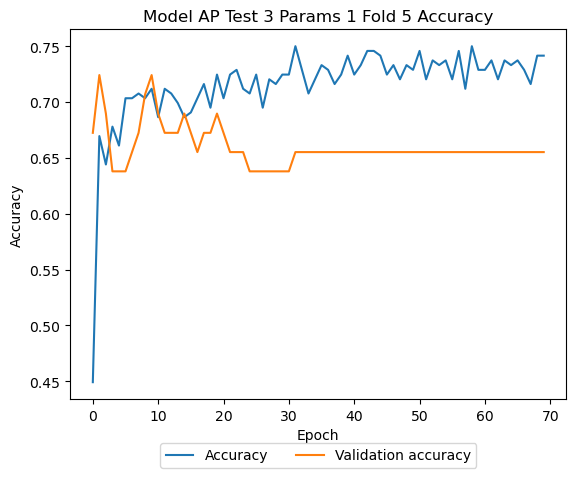 Model AP Test 3 Params 1 Fold 5 Accuracy
0.75
0.70
0.65
0.60
0.55
0.50
0.45
Accuracy
0 10 20 30 40 50 60 70
Epoch
Accuracy Validation accuracy